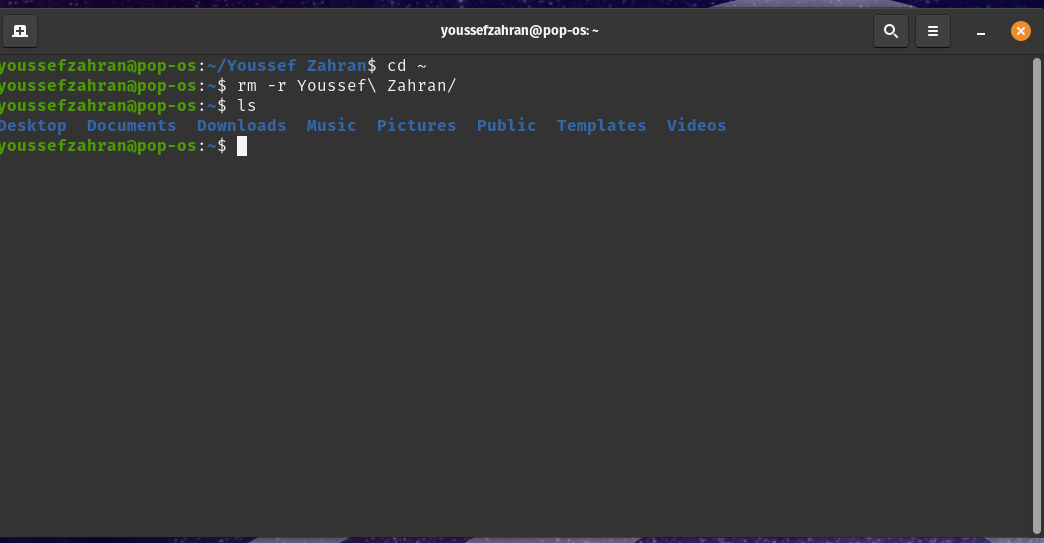 youssefzahran@pop-os: ~
youssefzahran@pop-os:~/Youssef Zahran$ cd ~
youssefzahran@pop-os:~$ rm -r Youssef\ Zahran/
youssefzahran@pop-os:~$ ls
Desktop  Documents  Downloads  Music  Pictures  Public  Templates  Videos
youssefzahran@pop-os:~$